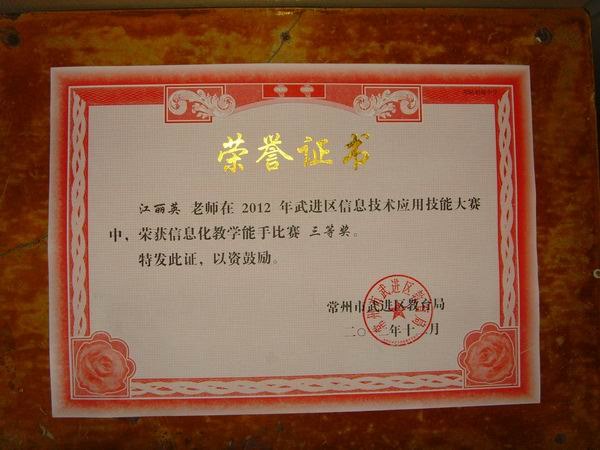 荣誉证书
江丽英 老师在 2012 年武进区信息技术应用技能大赛
中，荣获信息化教学能手比赛 三等奖。
特发此证，以资鼓励。
常州市武进区教育局